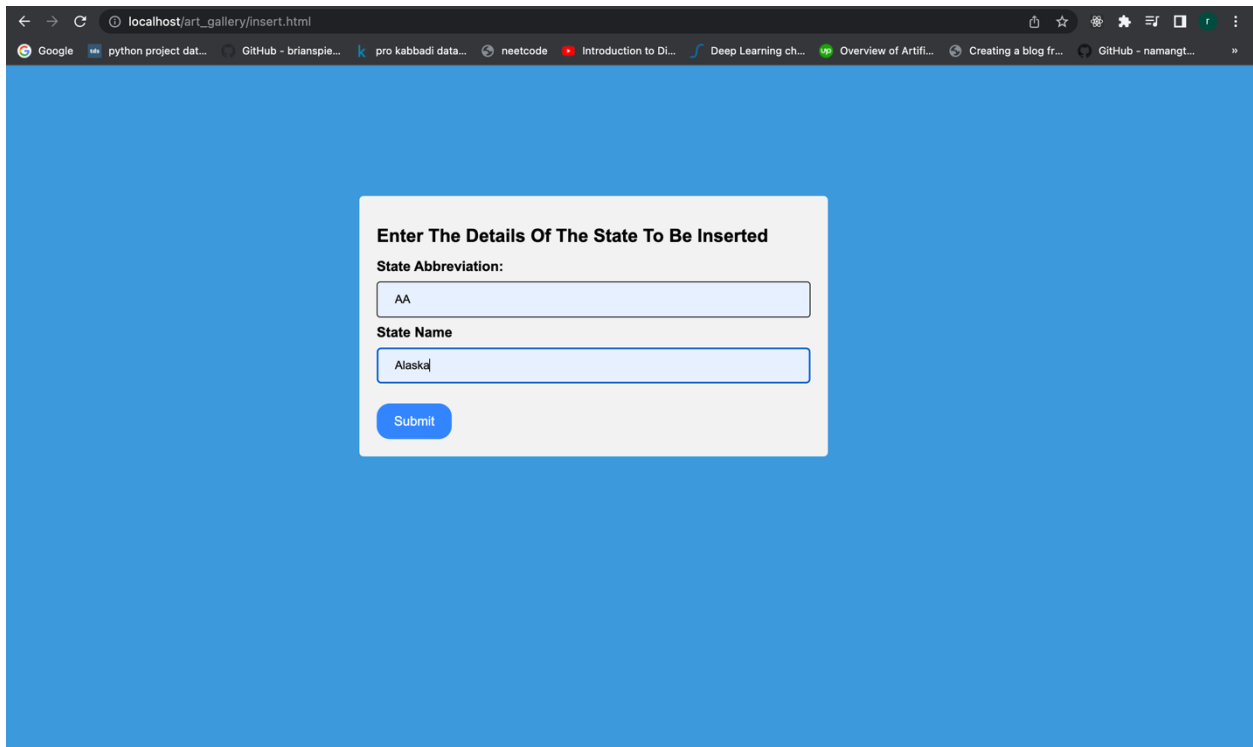 localhost/art_gallery/insert.html
Google tds python project dat... GitHub - brianspie... k pro kabbadi data... neetcode Introduction to Di... Deep Learning ch... up Overview of Artifi... Creating a blog fr... GitHub - namangt... »
Enter The Details Of The State To Be Inserted
State Abbreviation:
AA
State Name
Alaska
Submit